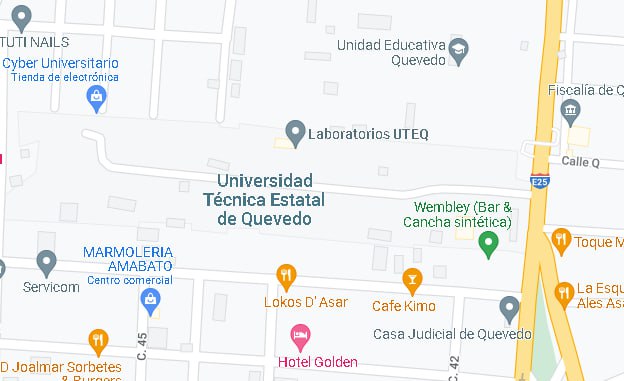 TUTI NAILS
Cyber Universitario
Tienda de electrónica
Unidad Educativa
Quevedo
Fiscalía de Q
Laboratorios UTEQ
Calle Q
E25
Universidad
Técnica Estatal
de Quevedo
Wembley (Bar &
Cancha sintética)
Toque M
MARMOLERIA
AMABATO
Centro comercial
Servicom
Lokos D' Asar
Cafe Kimo
La Esqu
Ales Asa
Casa Judicial de Quevedo
C. 45
C. 42
Hotel Golden
D Joalmar Sorbetes
& Burgers